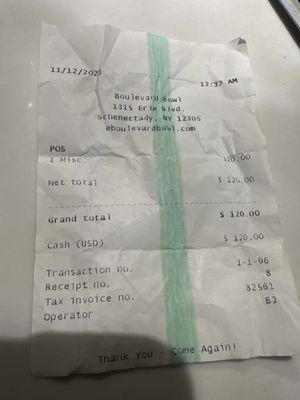 11/12/202
12:37 AM
Boulevard Bowl
1315 Erie Blvd.
Schenectady, NY 12305
eboulevardbowl.com
POS
1 Misc. 120.00
Net total $ 120.00
Grand total $ 120.00
Cash (USD) $ 120.00
Transaction no. 1-1-96
Receipt no. 8
Tax invoice no. 82561
Operator BJ
Thank You - Come Again!